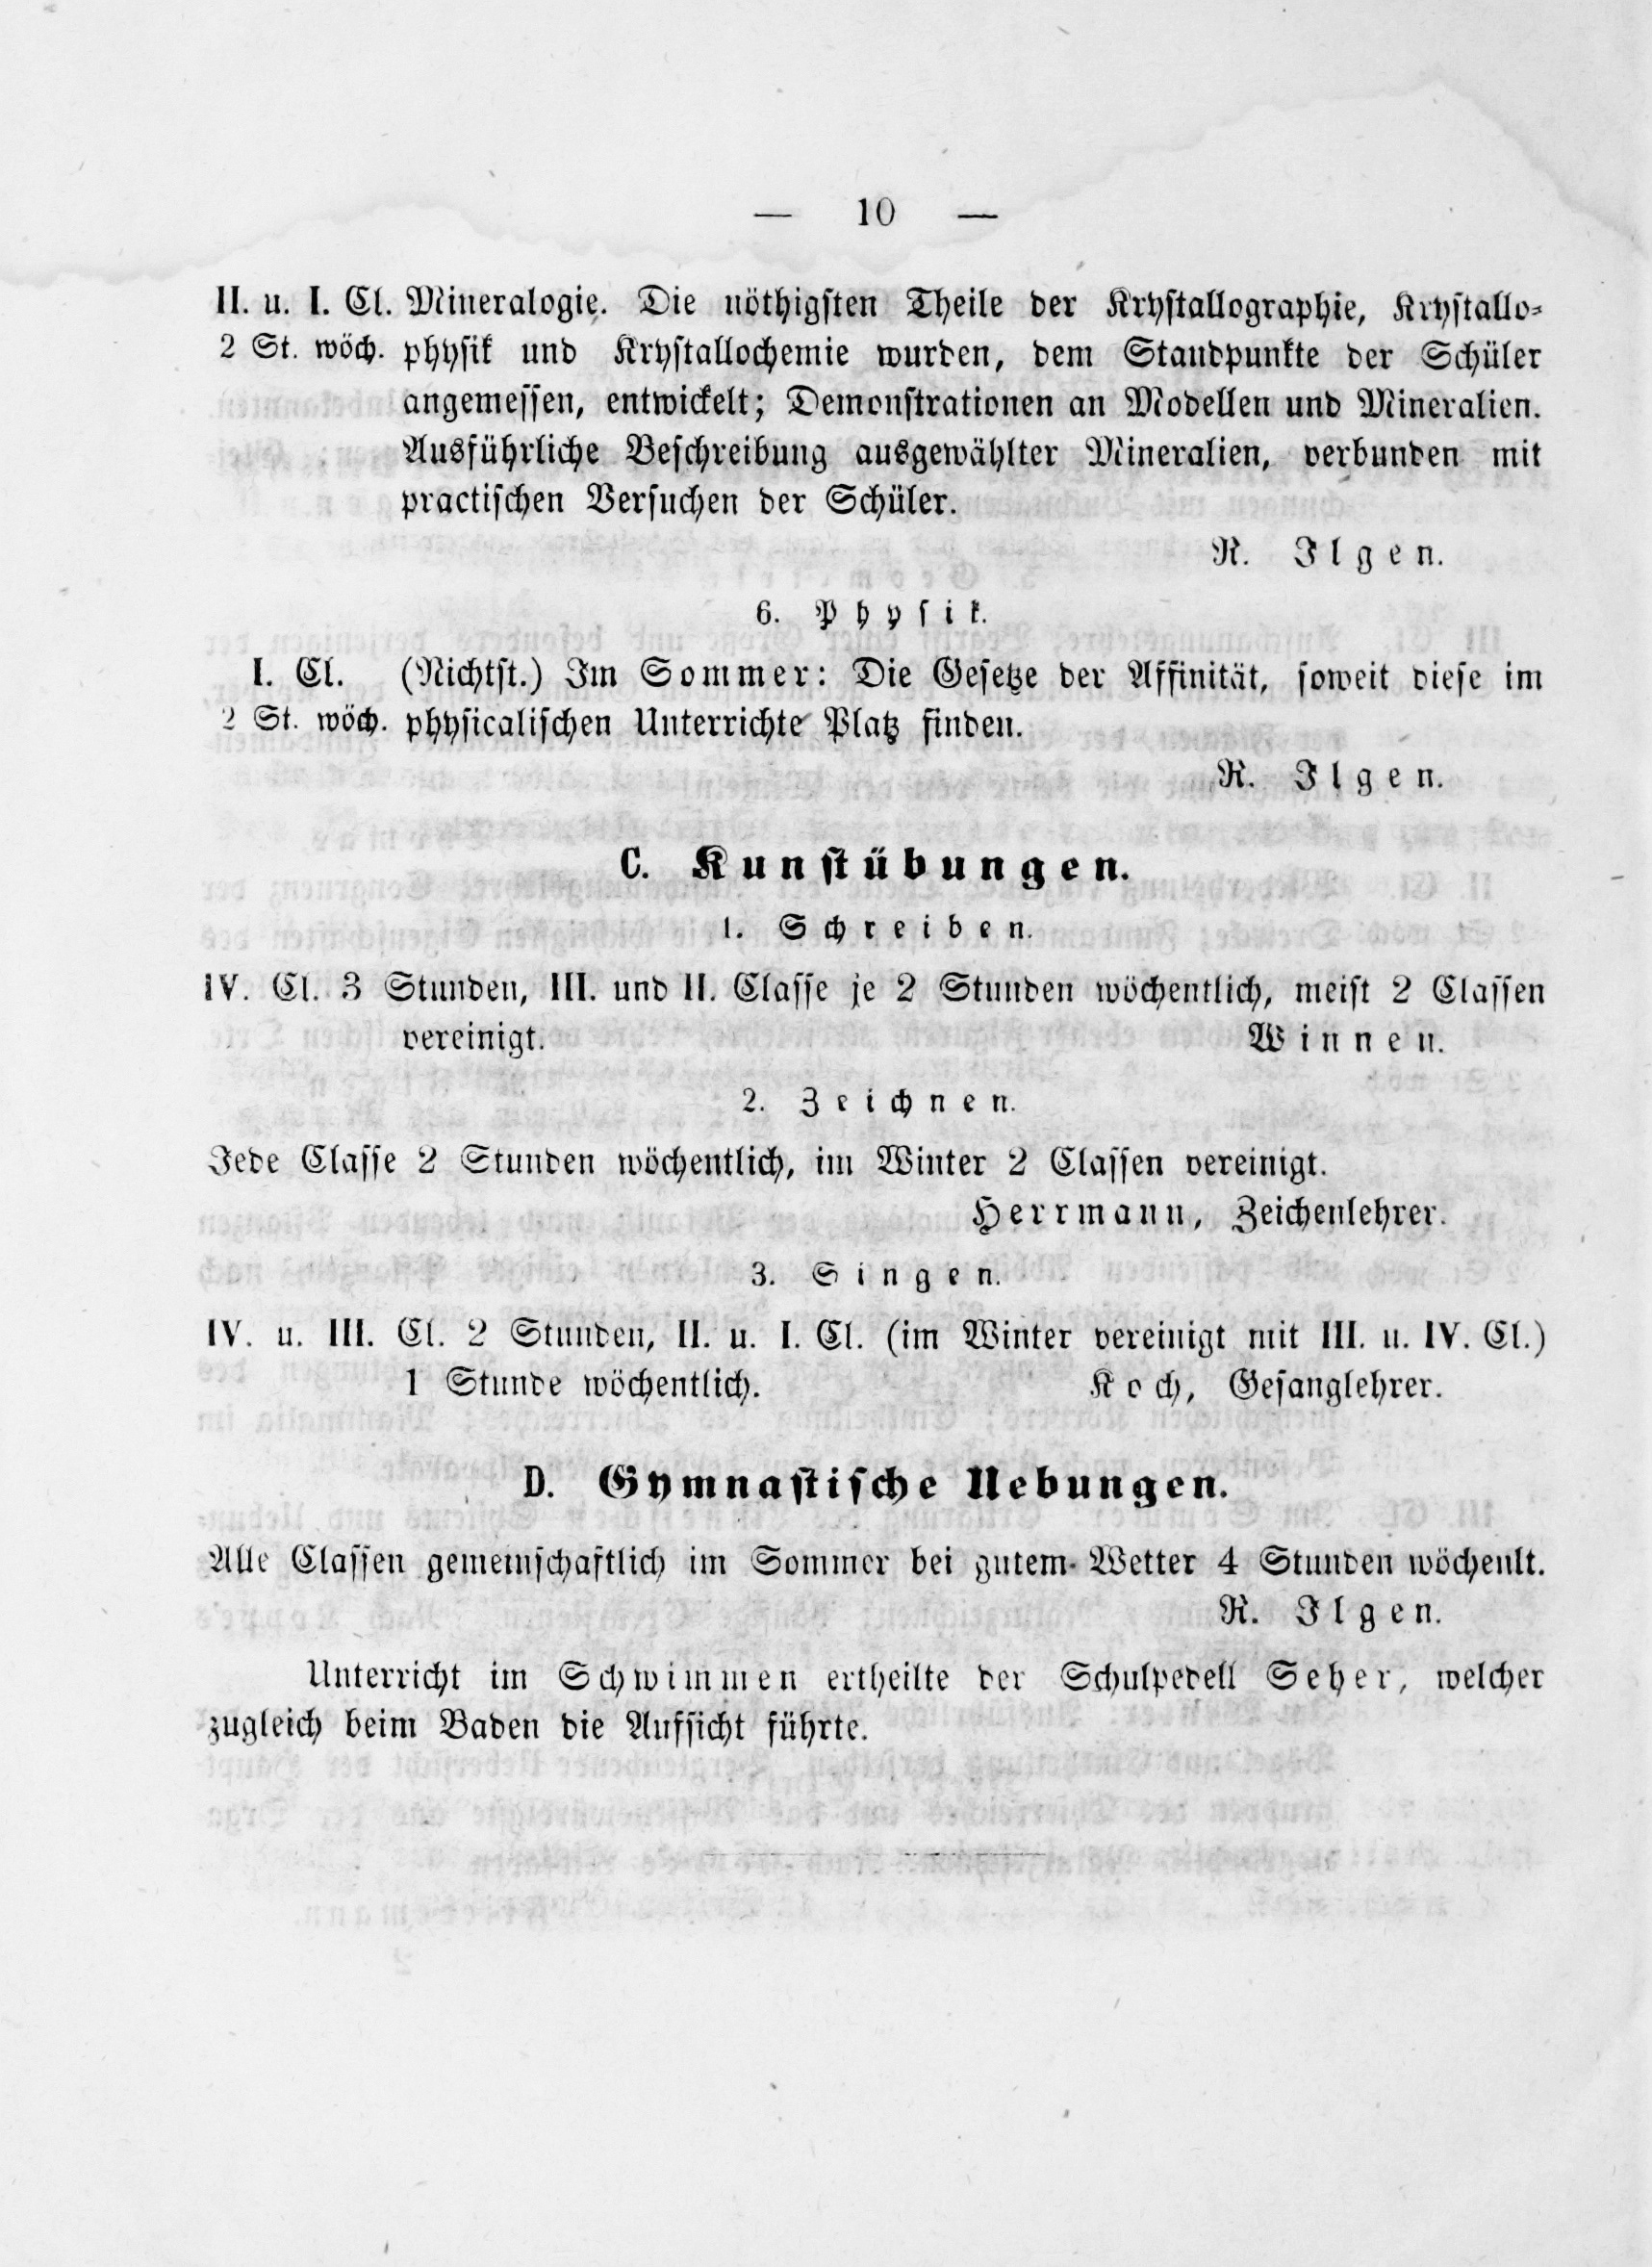 — 10 —
II. u. I. Cl. Mineralogie. Die nöthigsten Theile der Krystallographie, Krystallo-
2 St. wöch. physik und Krystallochemie wurden, dem Standpunkte der Schüler
angemessen, entwickelt; Demonstrationen an Modellen und Mineralien.
Ausführliche Beschreibung ausgewählter Mineralien, verbunden mit
practischen Versuchen der Schüler.
R. Ilgen.
6. Physik.
I. Cl. (Nichtst.) Im Sommer: Die Gesetze der Affinität, soweit diese im
2 St. wöch. physicalischen Unterrichte Platz finden.
R. Ilgen.
C. Kunstübungen.
1. Schreiben.
IV. Cl. 3 Stunden, III. und II. Classe je 2 Stunden wöchentlich, meist 2 Classen
vereinigt. Winnen.
2. Zeichnen.
Jede Classe 2 Stunden wöchentlich, im Winter 2 Classen vereinigt.
Herrmann, Zeichenlehrer.
3. Singen.
IV. u. III. Cl. 2 Stunden, II. u. I. Cl. (im Winter vereinigt mit III. u. IV. Cl.)
1 Stunde wöchentlich. Koch, Gesanglehrer.
D. Gymnastische Uebungen.
Alle Classen gemeinschaftlich im Sommer bei gutem Wetter 4 Stunden wöchentl.
R. Ilgen.
Unterricht im Schwimmen ertheilte der Schulpedell Seher, welcher
zugleich beim Baden die Aufsicht führte.